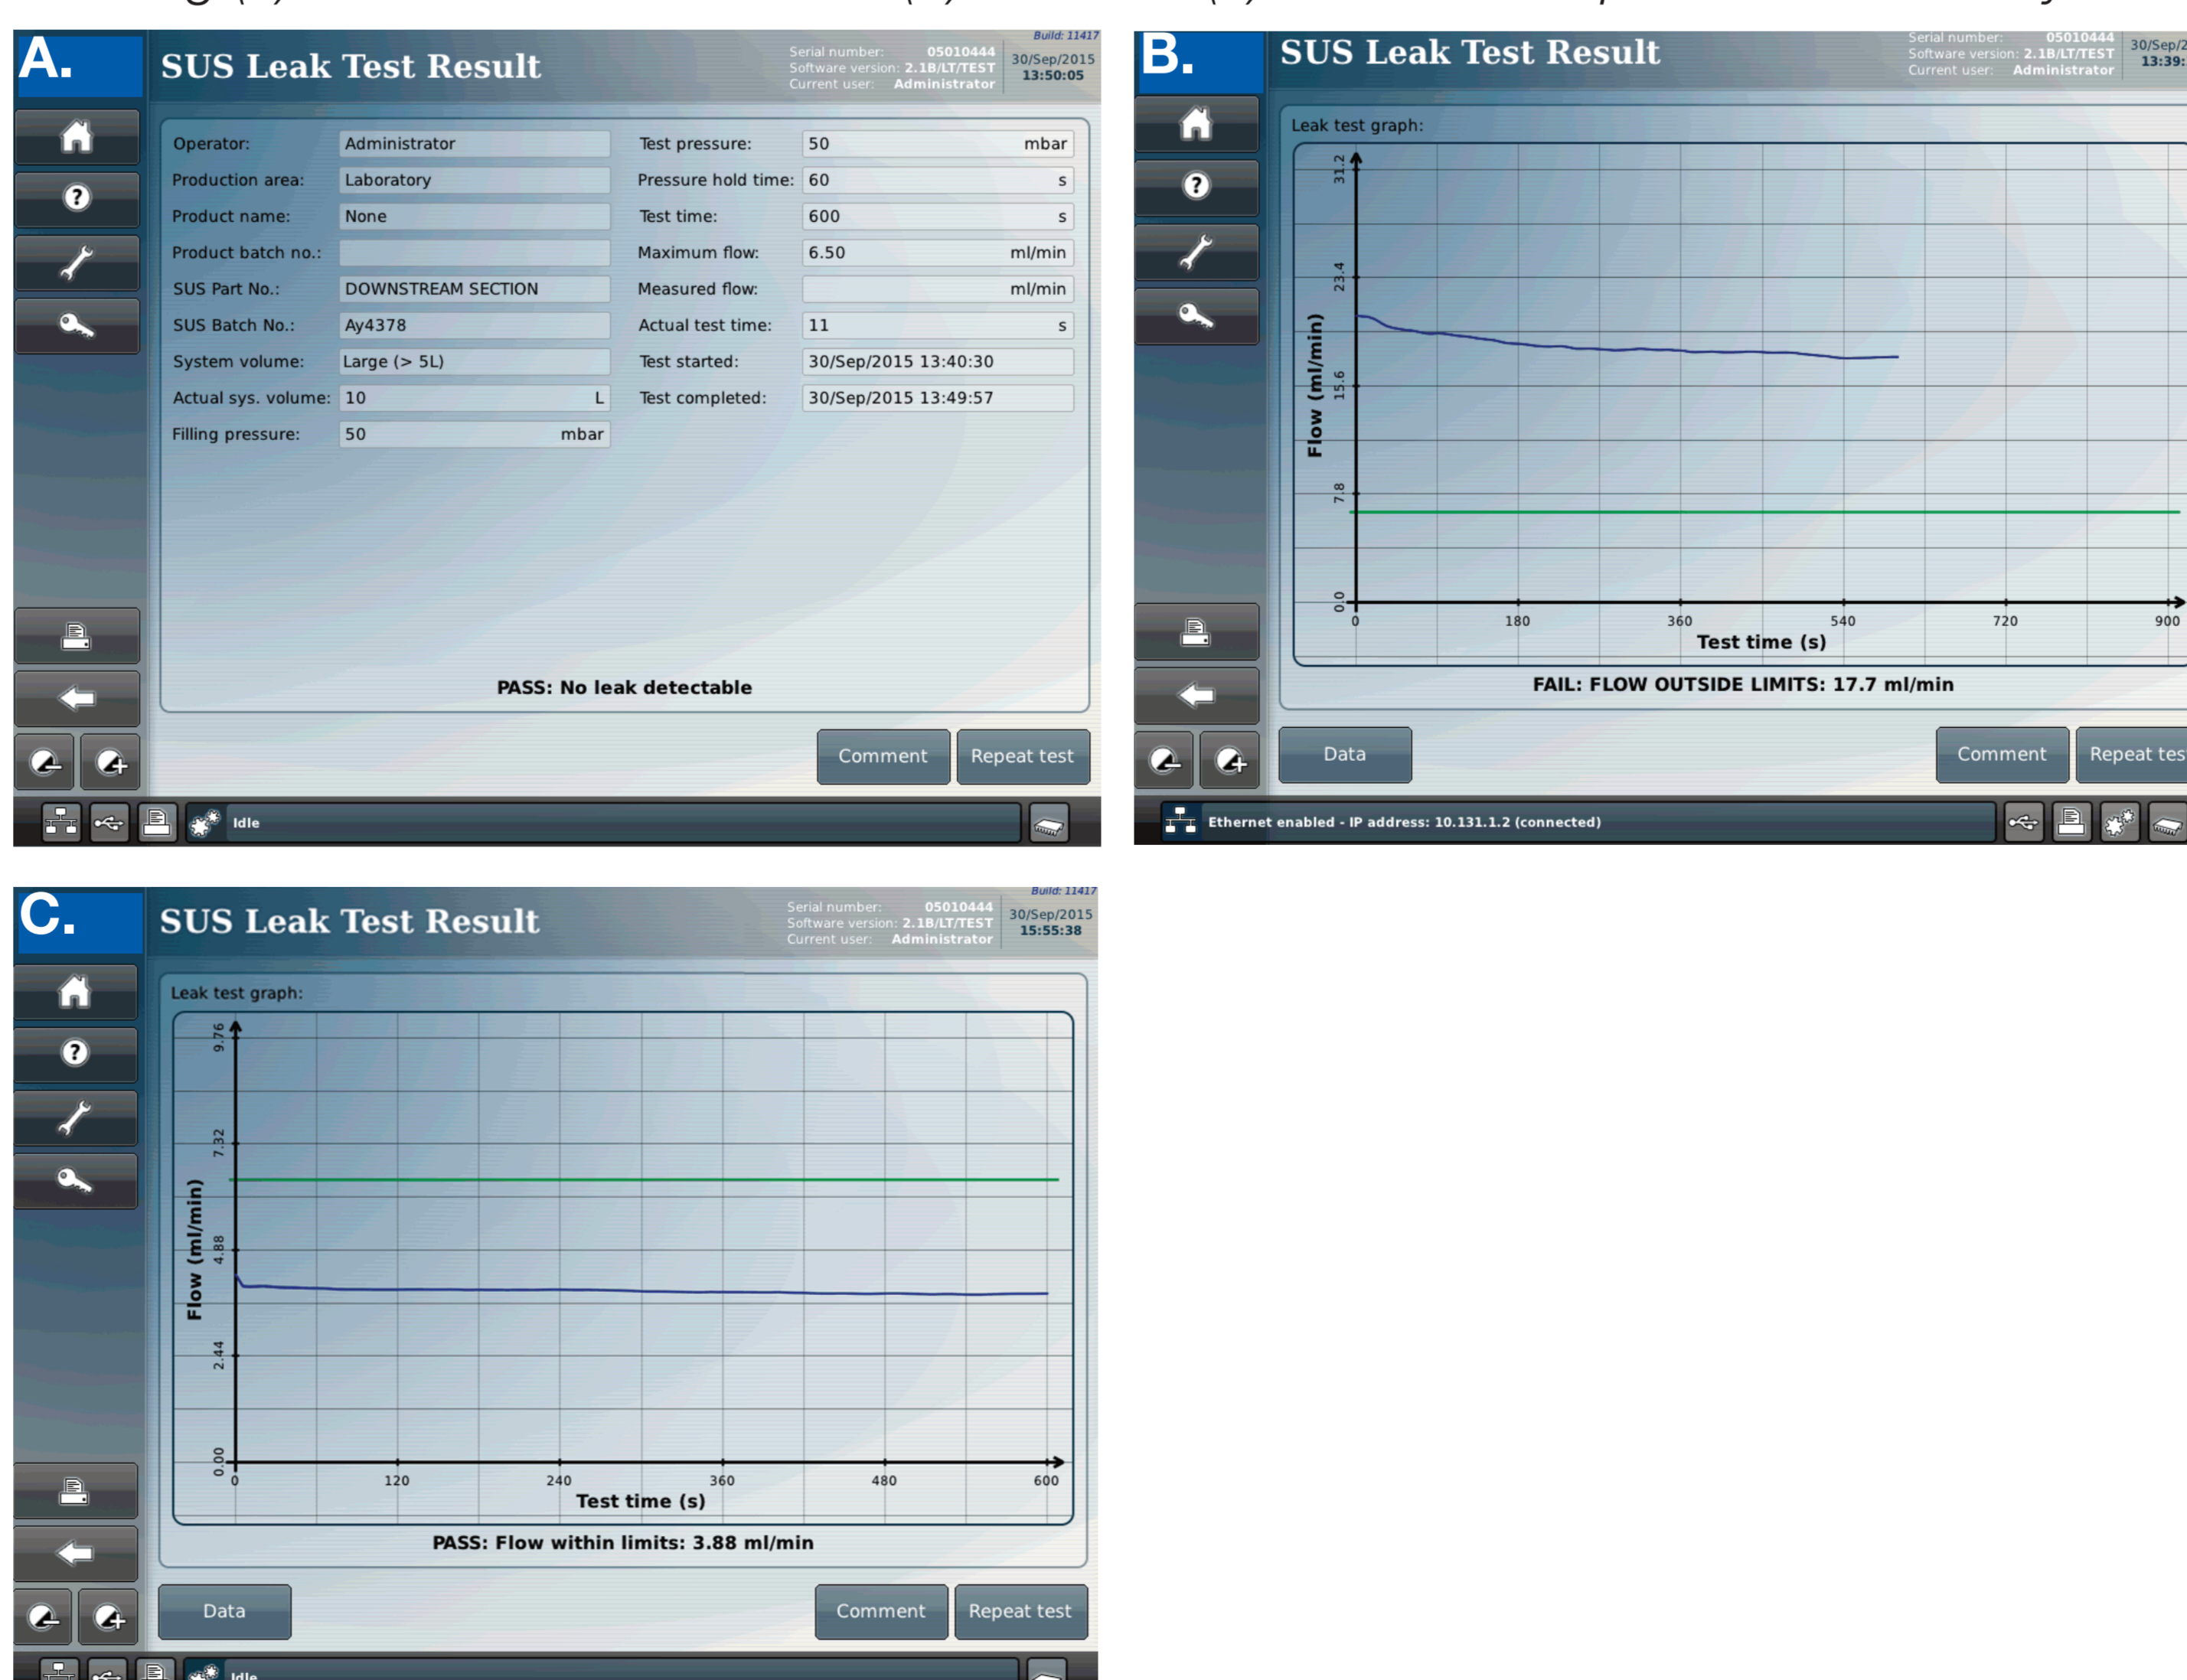 A.
SUS Leak Test Result
Build: 11417
Serial number: 05010444
Software version: 2.1B/LT/TEST
Current user: Administrator
30/Sep/2015
13:50:05
Operator: Administrator
Production area: Laboratory
Product name: None
Product batch no.:
SUS Part No.: DOWNSTREAM SECTION
SUS Batch No.: Ay4378
System volume: Large (> 5L)
Actual sys. volume: 10 L
Filling pressure: 50 mbar
Test pressure: 50 mbar
Pressure hold time: 60 s
Test time: 600 s
Maximum flow: 6.50 ml/min
Measured flow: ml/min
Actual test time: 11 s
Test started: 30/Sep/2015 13:40:30
Test completed: 30/Sep/2015 13:49:57
PASS: No leak detectable
Comment
Repeat test
Idle
B.
SUS Leak Test Result
Serial number: 05010444
Software version: 2.1B/LT/TEST
Current user: Administrator
30/Sep/2
13:39:
Leak test graph:
Flow (ml/min)
31.2
23.4
15.6
7.8
0.0
0 180 360 540 720 900
Test time (s)
FAIL: FLOW OUTSIDE LIMITS: 17.7 ml/min
Data
Comment
Repeat tes
Ethernet enabled - IP address: 10.131.1.2 (connected)
C.
SUS Leak Test Result
Build: 11417
Serial number: 05010444
Software version: 2.1B/LT/TEST
Current user: Administrator
30/Sep/2015
15:55:38
Leak test graph:
Flow (ml/min)
9.76
7.32
4.88
2.44
0.00
0 120 240 360 480 600
Test time (s)
PASS: Flow within limits: 3.88 ml/min
Data
Comment
Repeat test
Idle